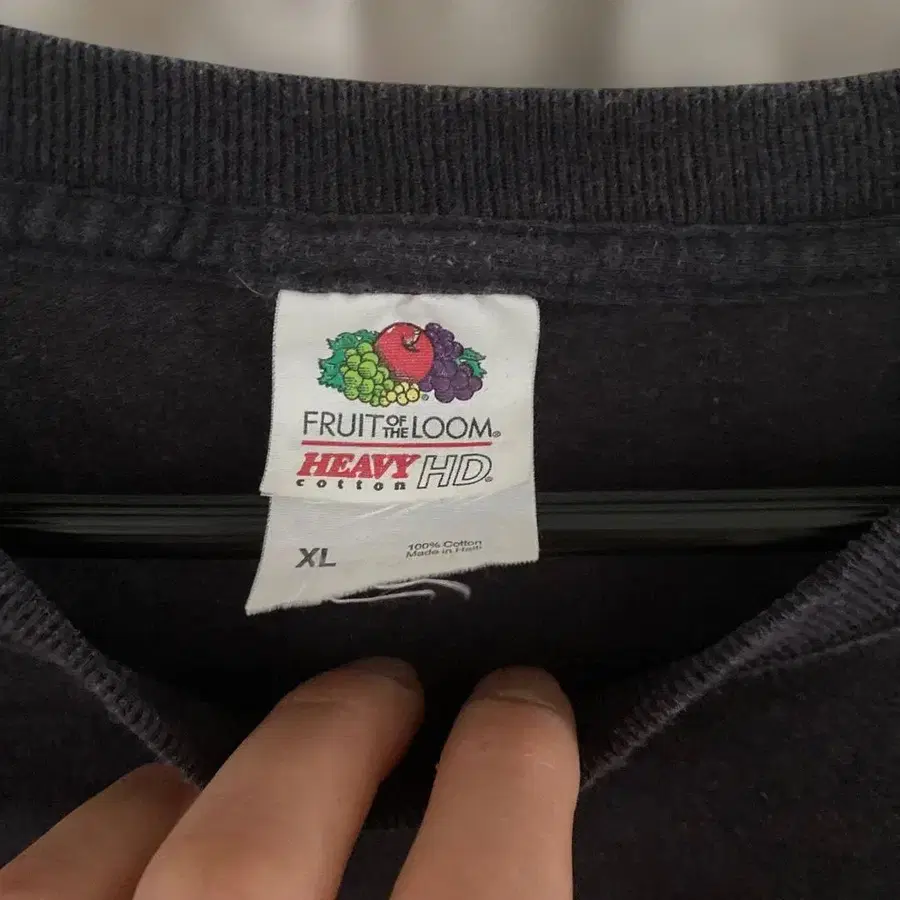 FRUIT OF THE LOOM®
HEAVY HD®
cotton
XL
100% Cotton
Made in Haiti